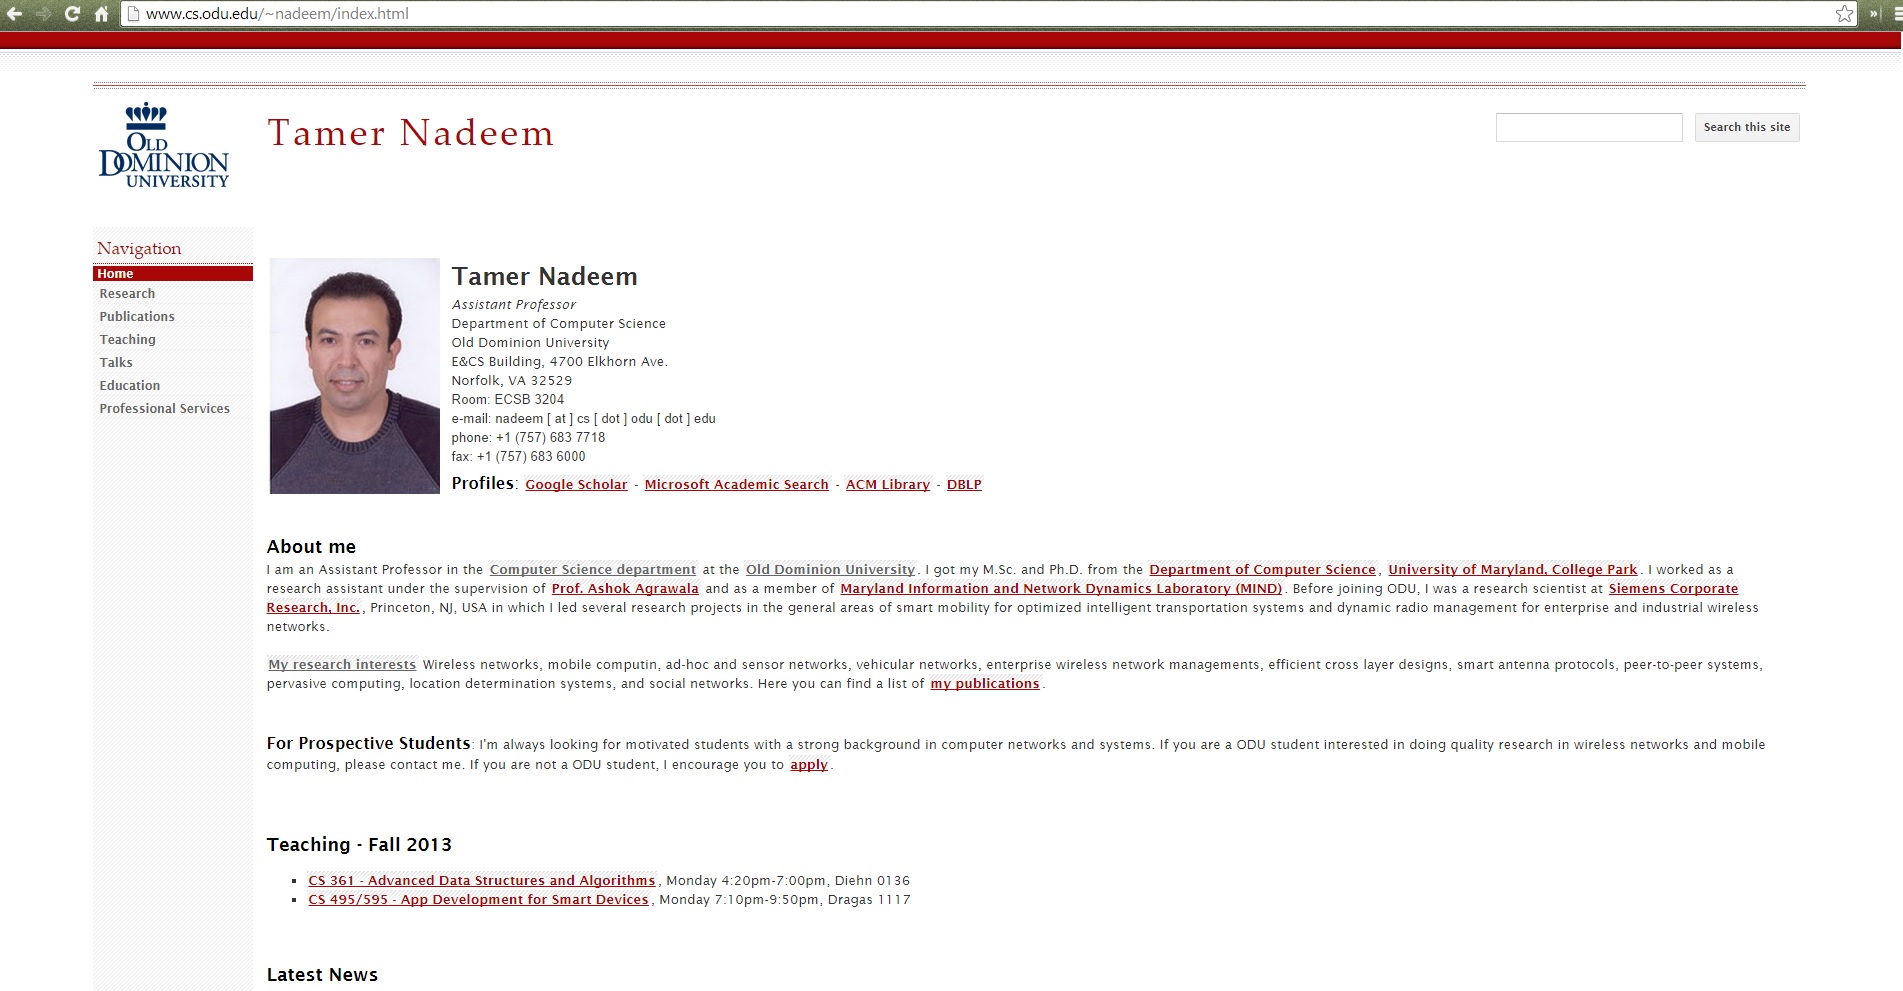 www.cs.odu.edu/~nadeem/index.html
OLD
DOMINION
UNIVERSITY
Tamer Nadeem
Search this site
Navigation
Home
Research
Publications
Teaching
Talks
Education
Professional Services
Tamer Nadeem
Assistant Professor
Department of Computer Science
Old Dominion University
E&CS Building, 4700 Elkhorn Ave.
Norfolk, VA 32529
Room: ECSB 3204
e-mail: nadeem [ at ] cs [ dot ] odu [ dot ] edu
phone: +1 (757) 683 7718
fax: +1 (757) 683 6000
Profiles: Google Scholar - Microsoft Academic Search - ACM Library - DBLP
About me
I am an Assistant Professor in the Computer Science department at the Old Dominion University. I got my M.Sc. and Ph.D. from the Department of Computer Science, University of Maryland, College Park. I worked as a
research assistant under the supervision of Prof. Ashok Agrawala and as a member of Maryland Information and Network Dynamics Laboratory (MIND). Before joining ODU, I was a research scientist at Siemens Corporate
Research, Inc., Princeton, NJ, USA in which I led several research projects in the general areas of smart mobility for optimized intelligent transportation systems and dynamic radio management for enterprise and industrial wireless
networks.
My research interests Wireless networks, mobile computin, ad-hoc and sensor networks, vehicular networks, enterprise wireless network managements, efficient cross layer designs, smart antenna protocols, peer-to-peer systems,
pervasive computing, location determination systems, and social networks. Here you can find a list of my publications.
For Prospective Students: I'm always looking for motivated students with a strong background in computer networks and systems. If you are a ODU student interested in doing quality research in wireless networks and mobile
computing, please contact me. If you are not a ODU student, I encourage you to apply.
Teaching - Fall 2013
▪ CS 361 - Advanced Data Structures and Algorithms, Monday 4:20pm-7:00pm, Diehn 0136
▪ CS 495/595 - App Development for Smart Devices, Monday 7:10pm-9:50pm, Dragas 1117
Latest News